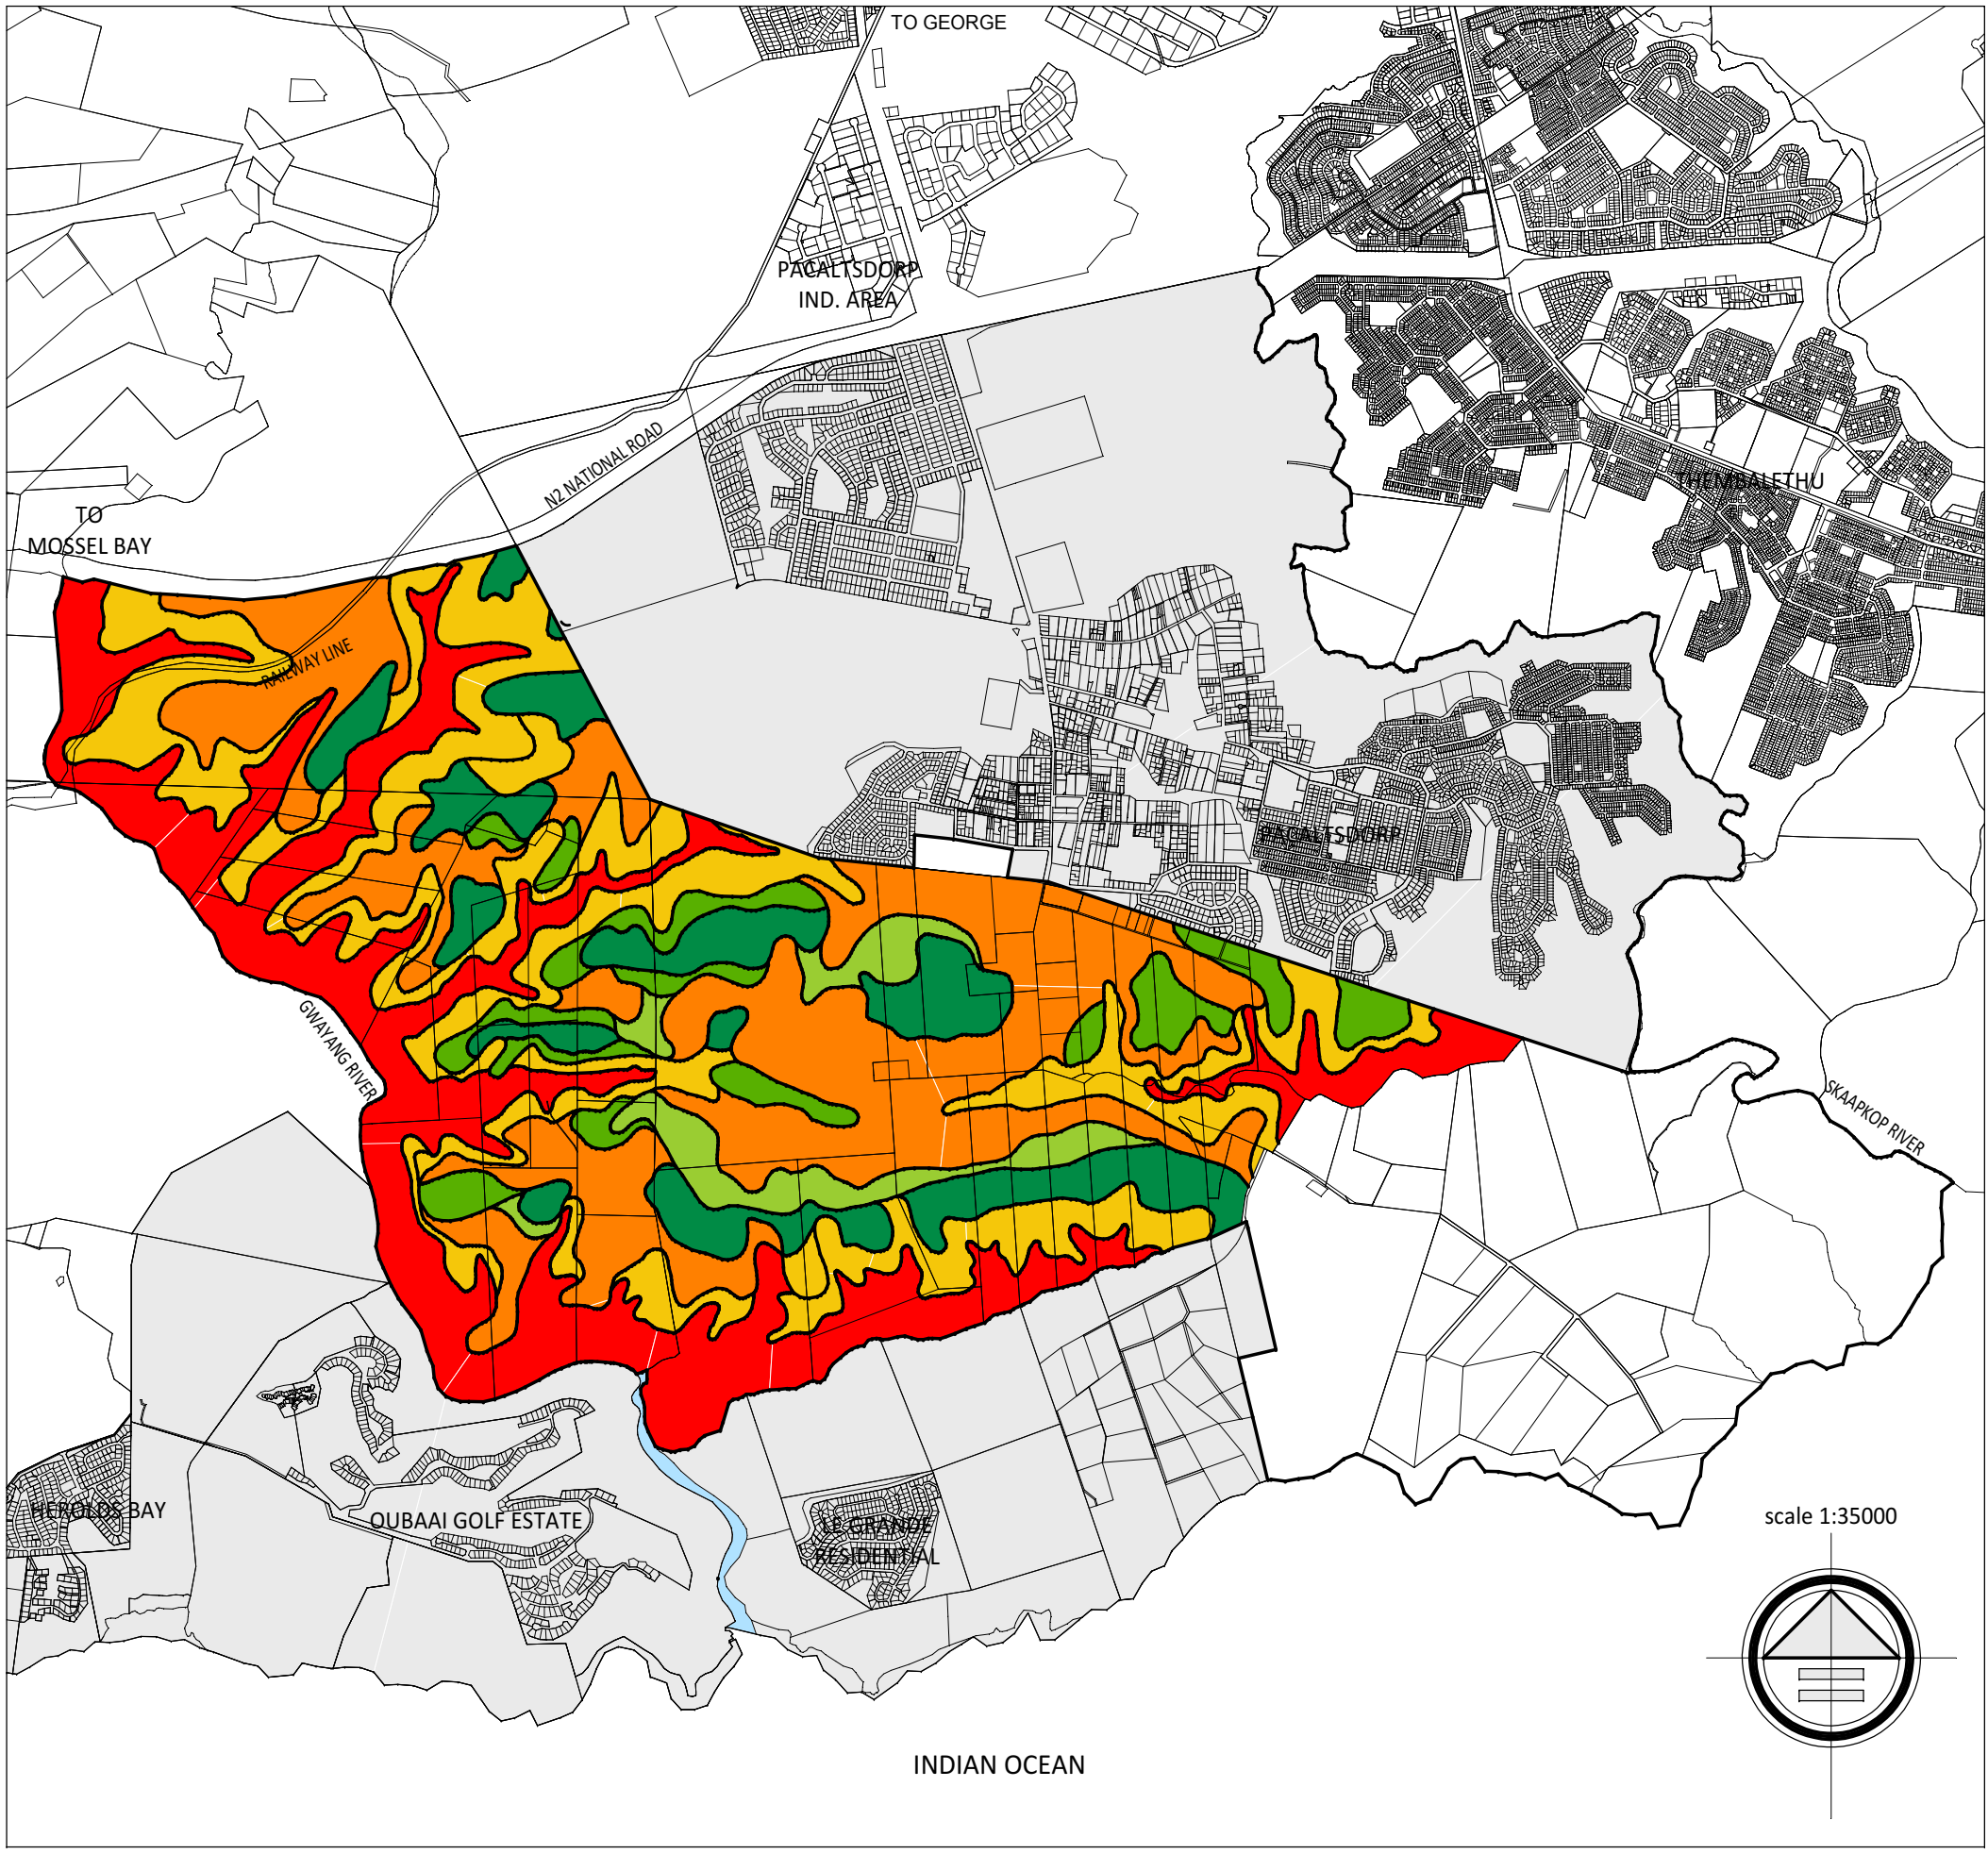 TO GEORGE
PACALTSDORP
IND. AREA
N2 NATIONAL ROAD
THEMBALETHU
TO
MOSSEL BAY
RAILWAY LINE
PACALTSDORP
GWAYANG RIVER
SKAAPKOP RIVER
HEROLDS BAY
OUBAAI GOLF ESTATE
LE GRANDE
RESIDENTIAL
scale 1:35000
INDIAN OCEAN